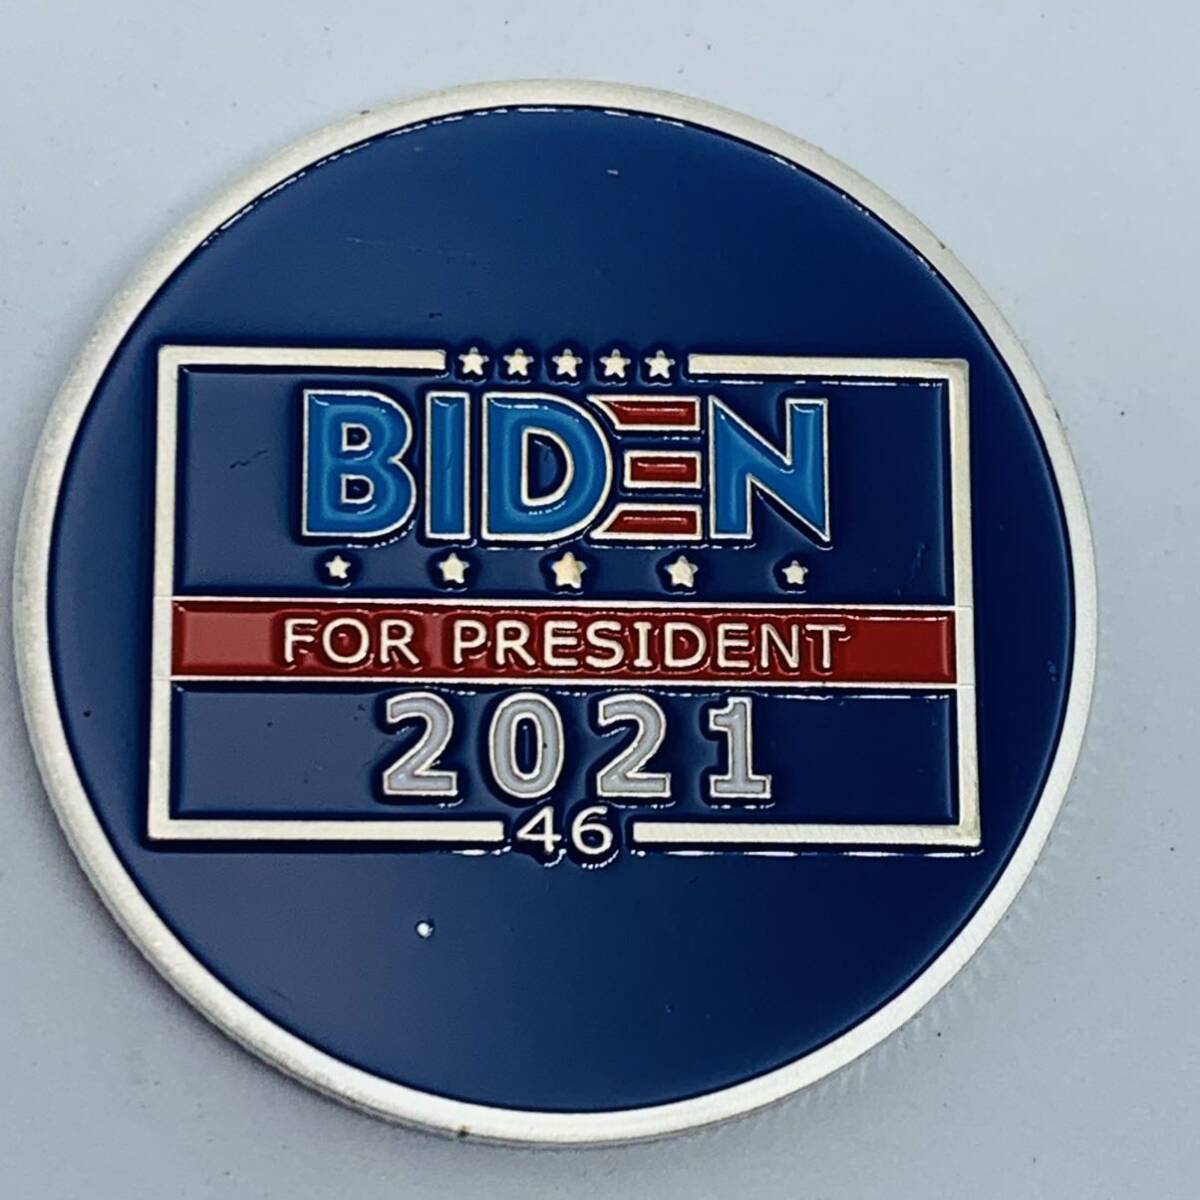 BIDEN
FOR PRESIDENT
2021
46